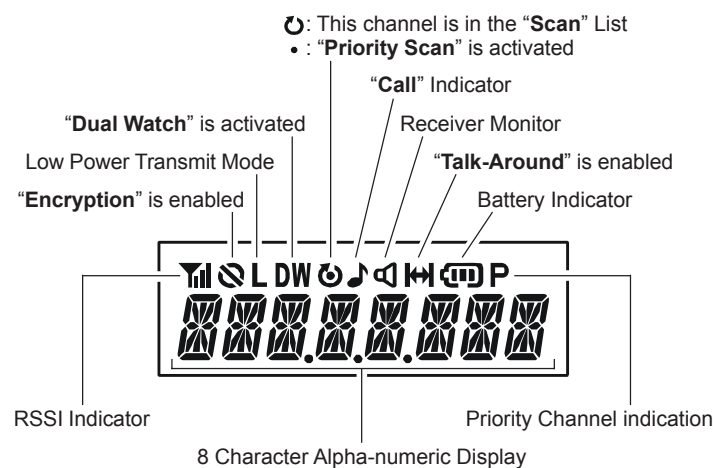 ↻: This channel is in the “Scan” List
• : “Priority Scan” is activated
“Call” Indicator
“Dual Watch” is activated
Receiver Monitor
Low Power Transmit Mode
“Talk-Around” is enabled
“Encryption” is enabled
Battery Indicator
L DW P
RSSI Indicator
Priority Channel indication
8 Character Alpha-numeric Display